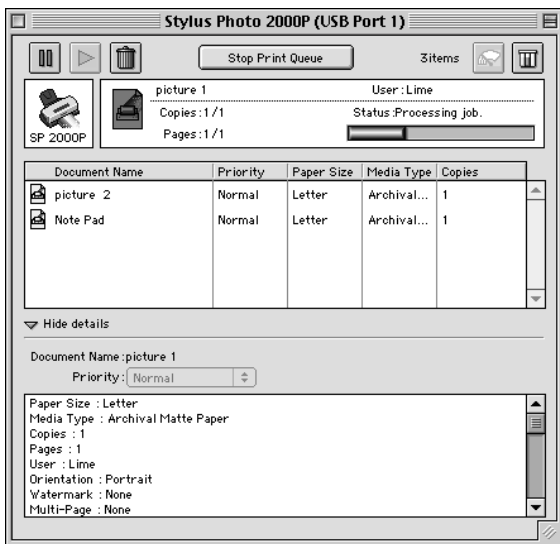 Stylus Photo 2000P (USB Port 1)
Stop Print Queue
3items
SP 2000P
picture 1 User:Lime
Copies:1/1 Status:Processing job.
Pages:1/1
Document Name Priority Paper Size Media Type Copies
picture 2 Normal Letter Archival... 1
Note Pad Normal Letter Archival... 1
Hide details
Document Name:picture 1
Priority: Normal
Paper Size : Letter
Media Type : Archival Matte Paper
Copies : 1
Pages : 1
User : Lime
Orientation : Portrait
Watermark : None
Multi-Page : None